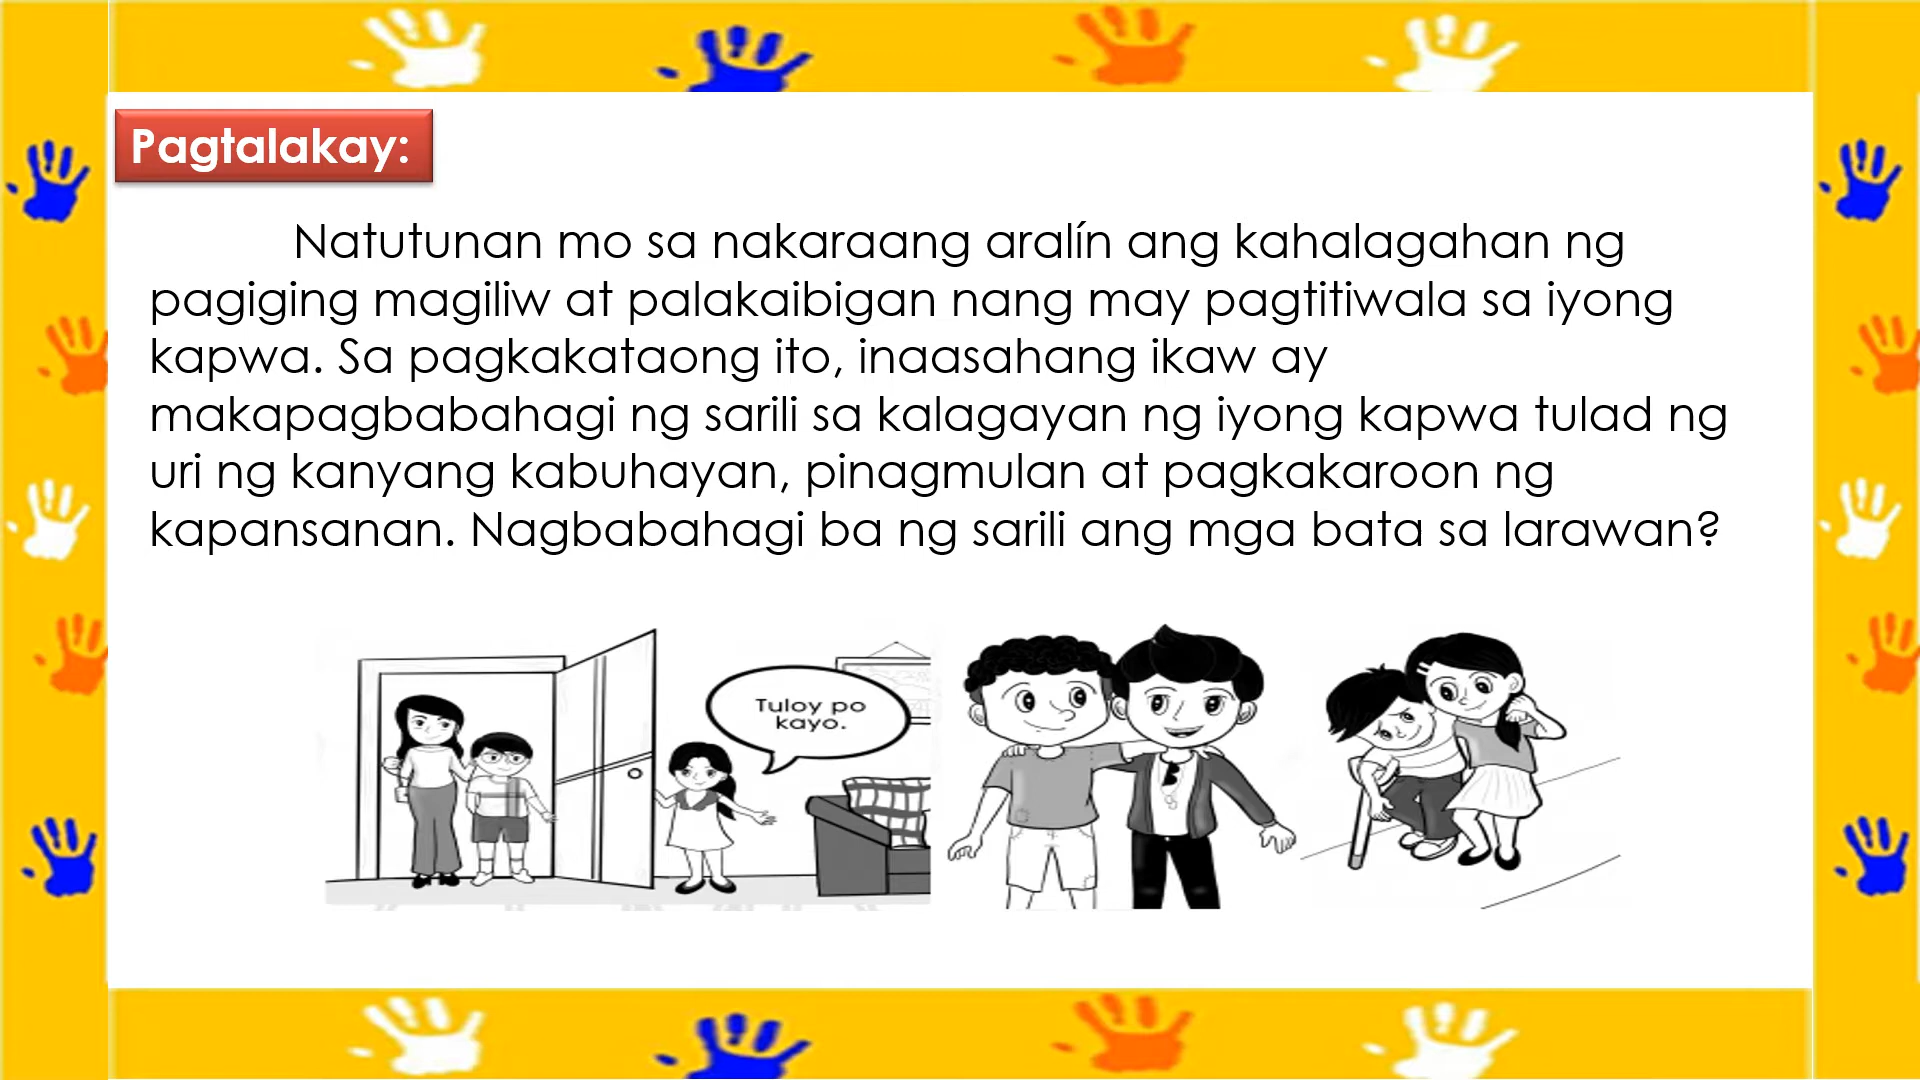 Pagtalakay:
Natutunan mo sa nakaraang aralín ang kahalagahan ng
pagiging magiliw at palakaibigan nang may pagtitiwala sa iyong
kapwa. Sa pagkakataong ito, inaasahang ikaw ay
makapagbabahagi ng sarili sa kalagayan ng iyong kapwa tulad ng
uri ng kanyang kabuhayan, pinagmulan at pagkakaroon ng
kapansanan. Nagbabahagi ba ng sarili ang mga bata sa larawan?
Tuloy po
kayo.